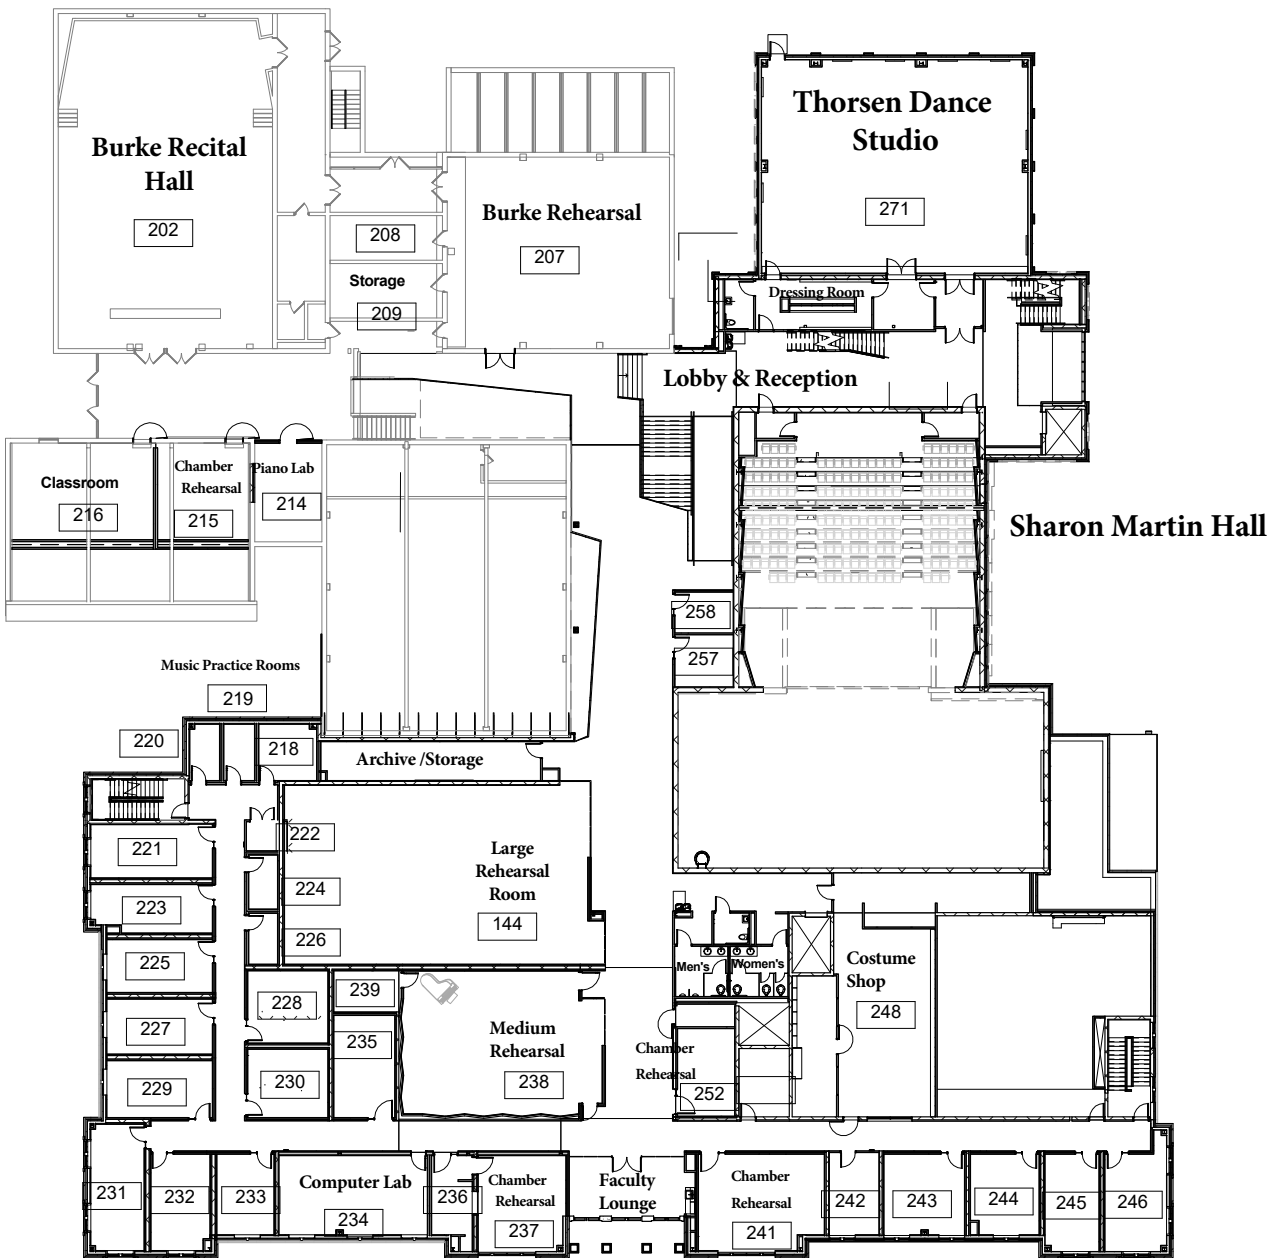 Thorsen Dance
Studio
271
Burke Recital
Hall
202
208
Storage
209
Burke Rehearsal
207
Dressing Room
Lobby & Reception
Classroom
216
Chamber
Rehearsal
215
Piano Lab
214
Sharon Martin Hall
258
257
Music Practice Rooms
219
220
218
Archive /Storage
221
222
223
224
225
226
227
228
229
230
Large
Rehearsal
Room
144
239
235
Medium
Rehearsal
238
Men's
Women's
Chamber
Rehearsal
252
Costume
Shop
248
231
232
233
Computer Lab
234
236
Chamber
Rehearsal
237
Faculty
Lounge
Chamber
Rehearsal
241
242
243
244
245
246